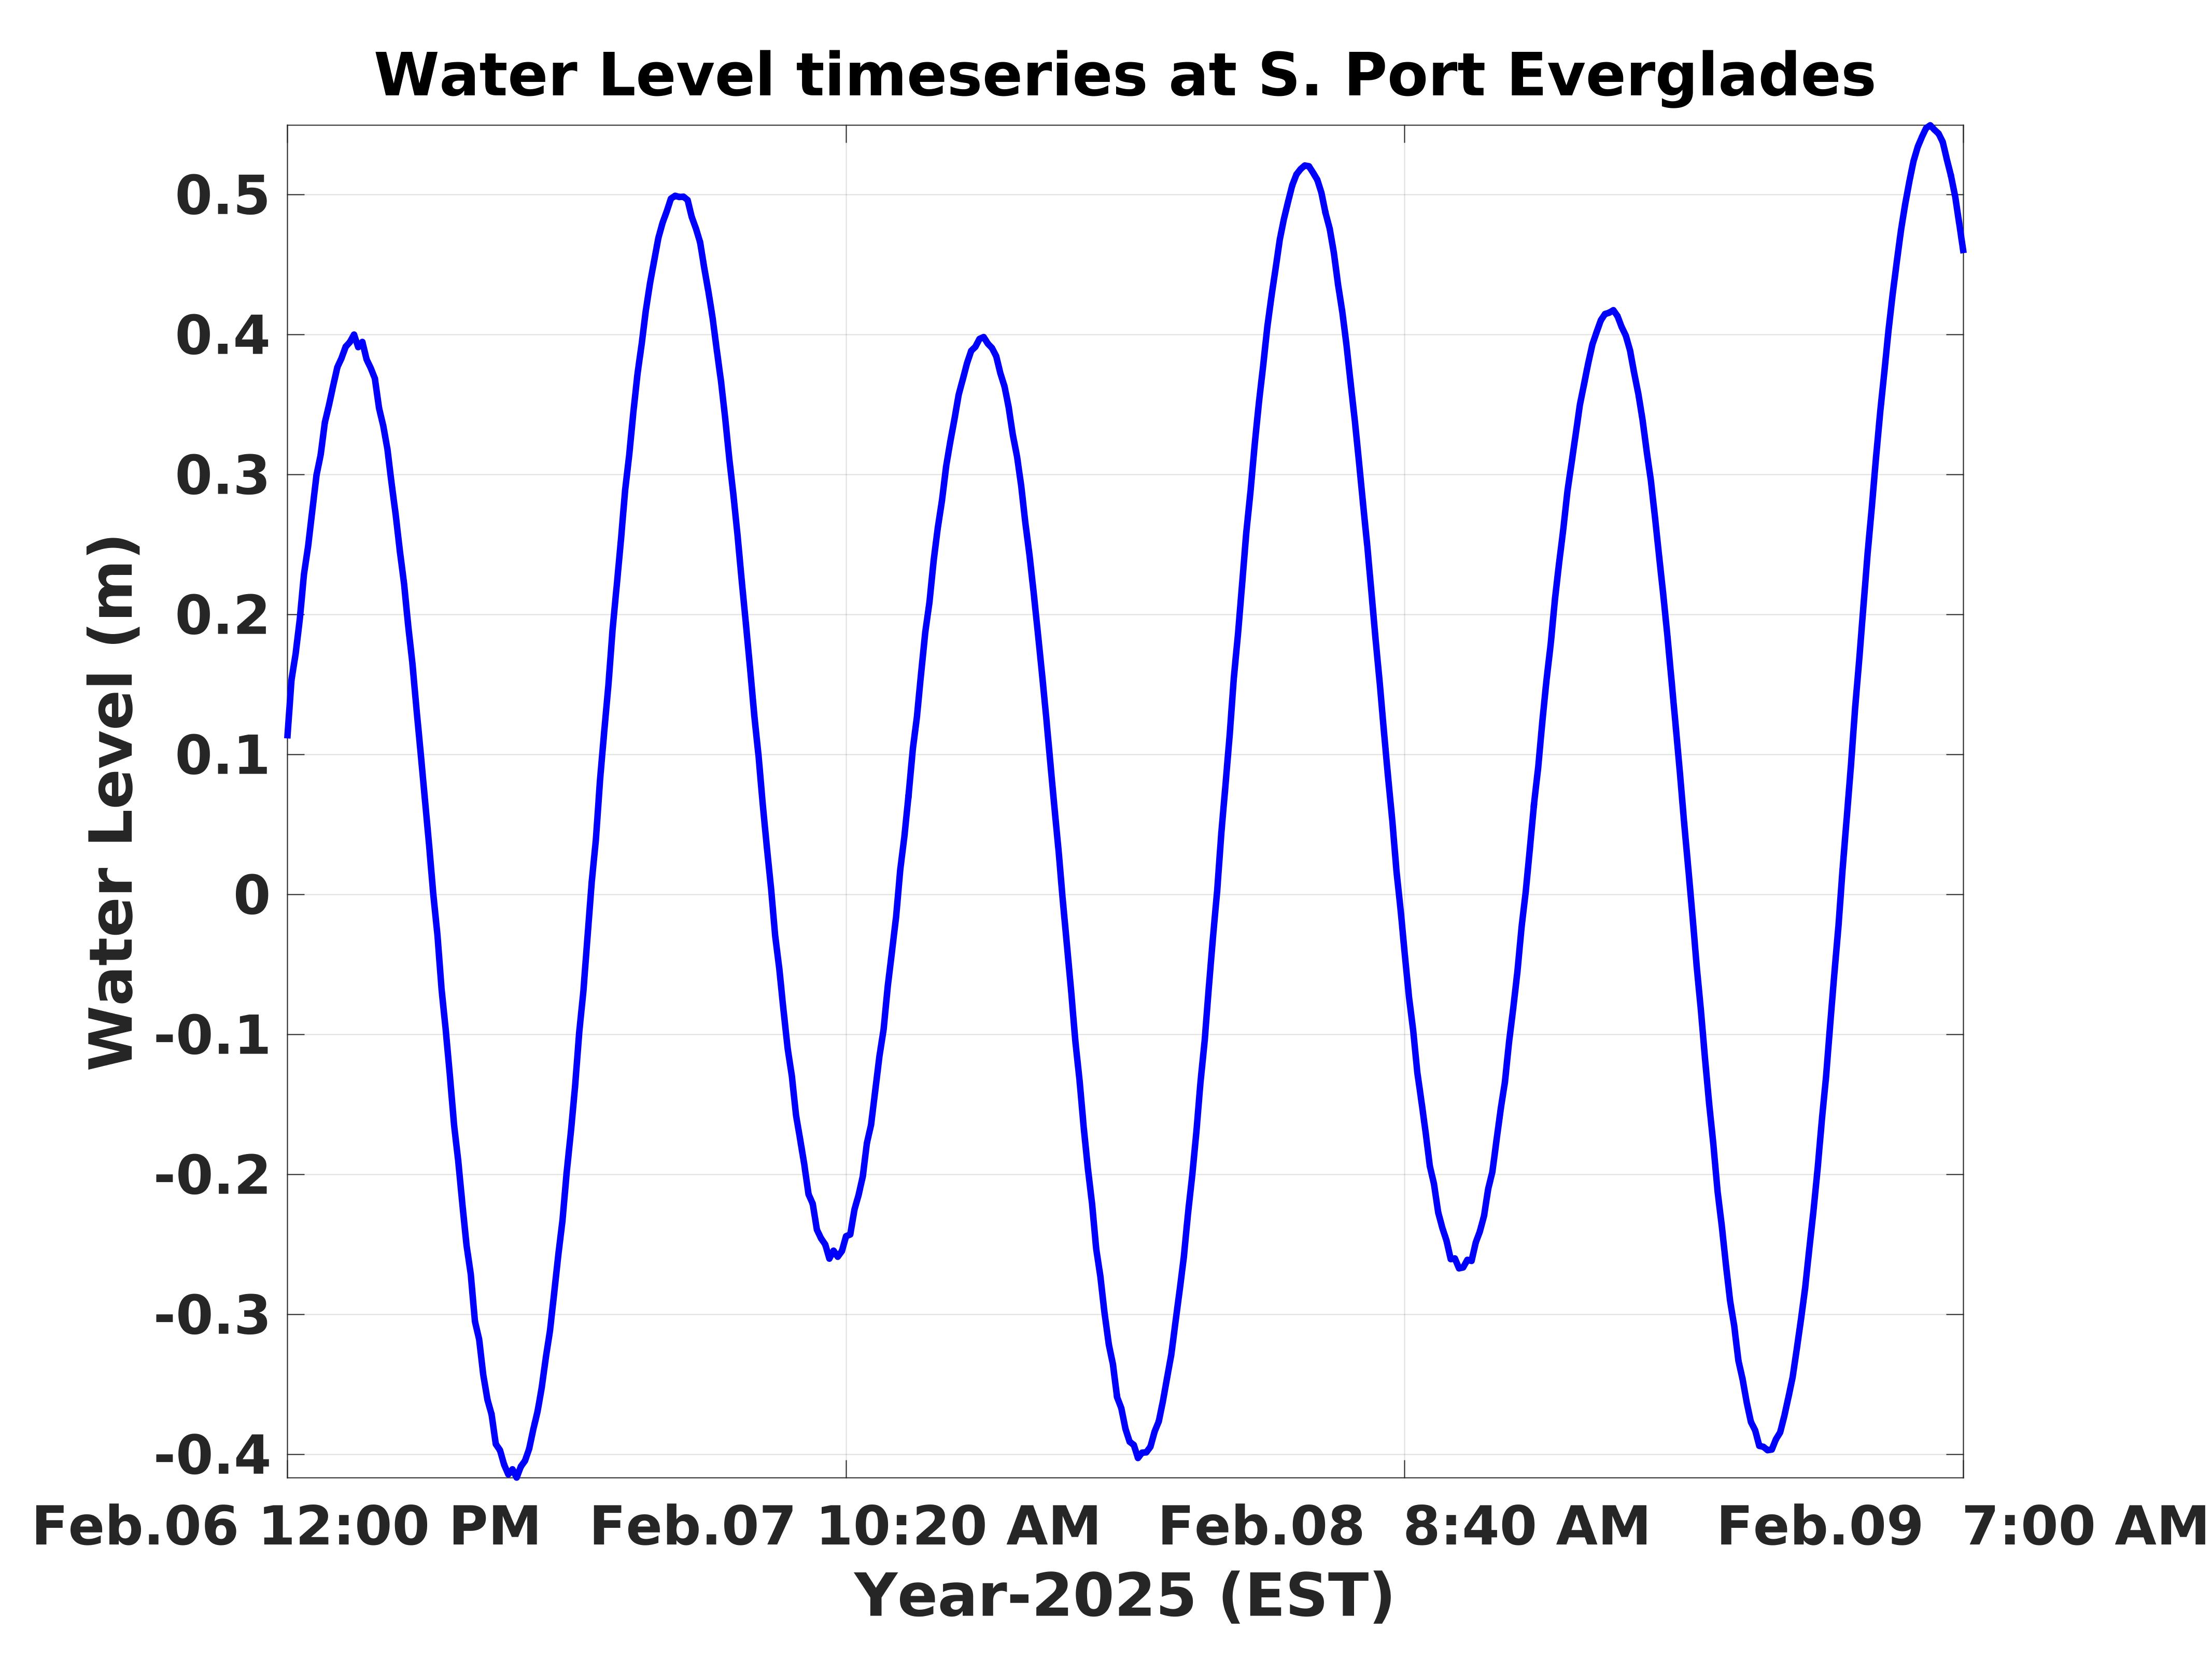 Water Level timeseries at S. Port Everglades
Water Level (m)
0.5
0.4
0.3
0.2
0.1
0
-0.1
-0.2
-0.3
-0.4
Feb.06 12:00 PM Feb.07 10:20 AM Feb.08 8:40 AM Feb.09 7:00 AM
Year-2025 (EST)